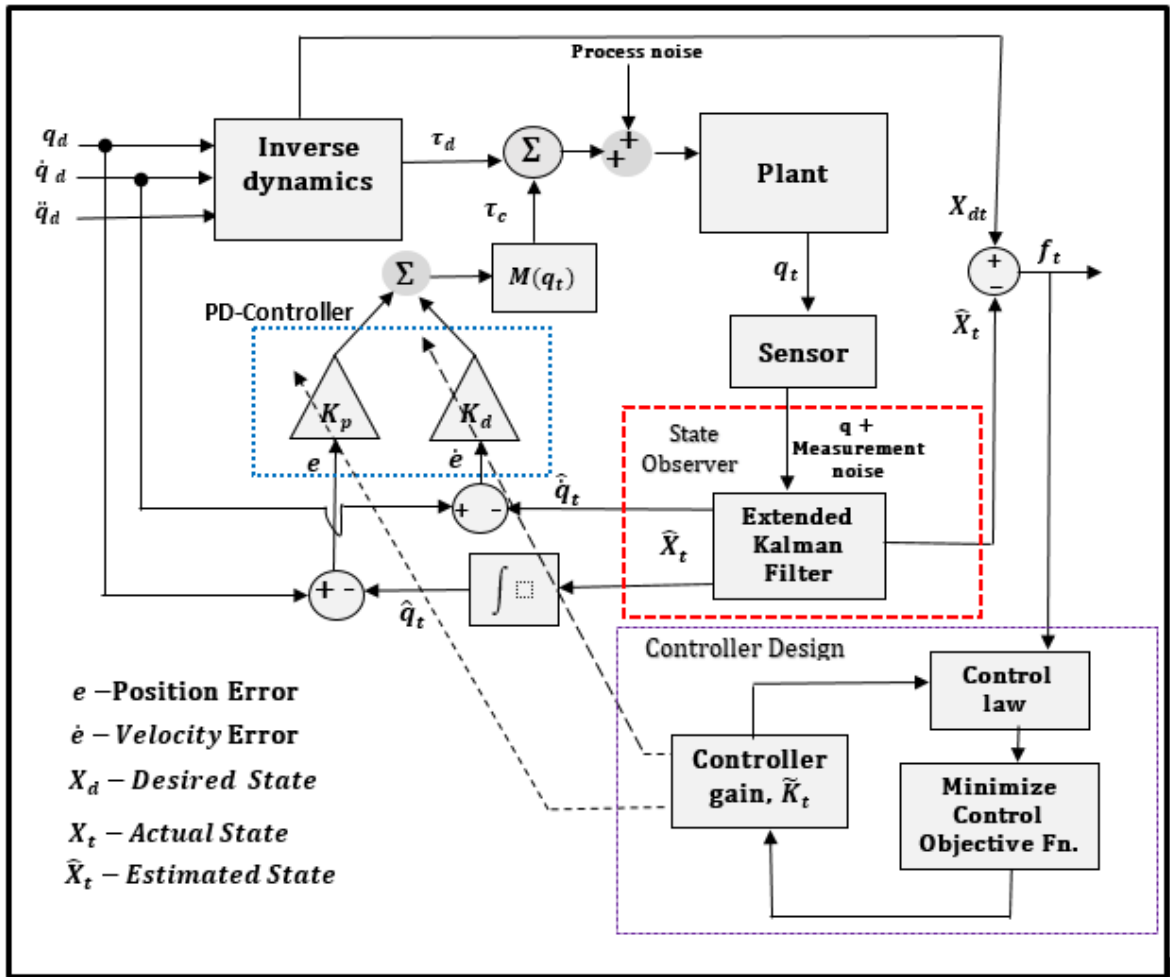 Process noise
q_d
q̇_d
q̈_d
Inverse
dynamics
τ_d
Σ
+
+
Plant
X_dt
τ_c
M(q_t)
Σ
q_t
+
−
f_t
X̂_t
PD-Controller
Sensor
K_p
K_d
e
ė
State
Observer
q +
Measurement
noise
+ -
q̇̂_t
Extended
Kalman
Filter
X̂_t
+ -
∫ □
q̂_t
Controller Design
Control
law
Controller
gain, K̃_t
Minimize
Control
Objective Fn.
e −Position Error
ė −Velocity Error
X_d − Desired State
X_t − Actual State
X̂_t − Estimated State